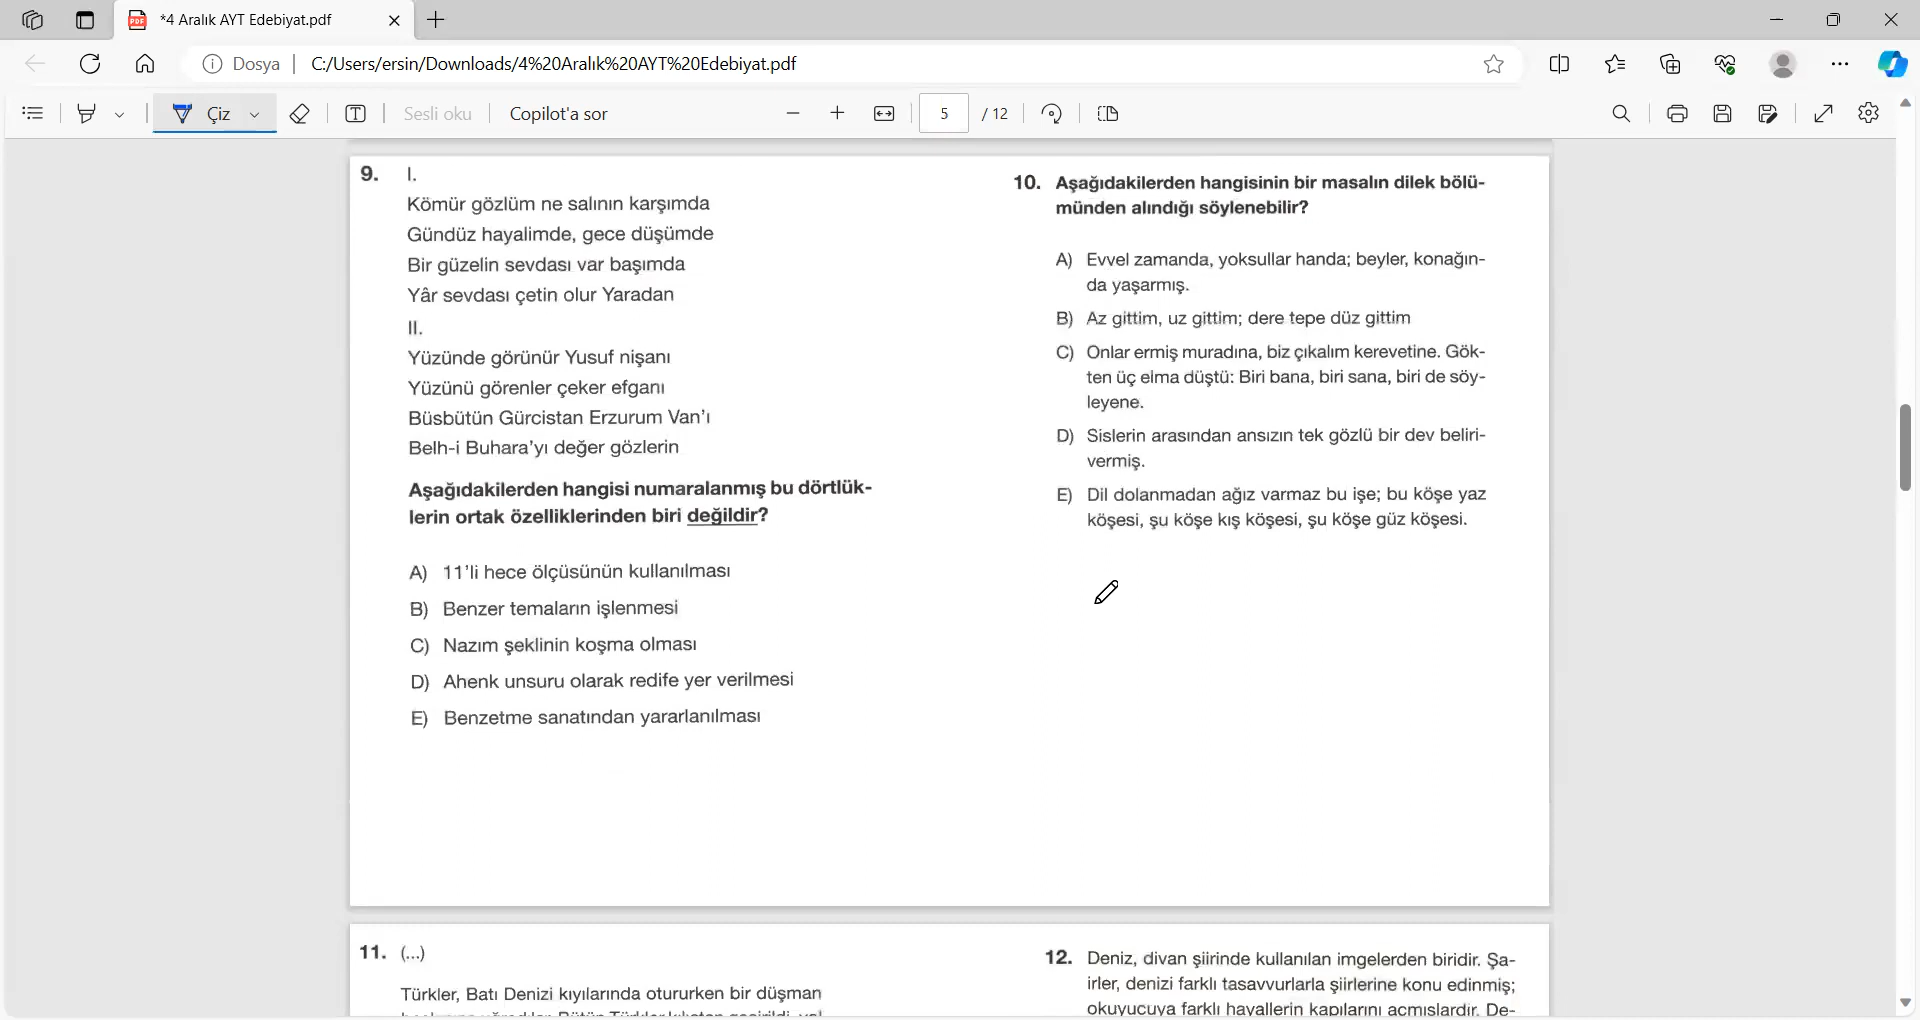 *4 Aralık AYT Edebiyat.pdf
Dosya
C:/Users/ersin/Downloads/4%20Aralık%20AYT%20Edebiyat.pdf
Çiz
Sesli oku
Copilot'a sor
5
/ 12
9.
I.
Kömür gözlüm ne salının karşımda
Gündüz hayalimde, gece düşümde
Bir güzelin sevdası var başımda
Yâr sevdası çetin olur Yaradan
II.
Yüzünde görünür Yusuf nişanı
Yüzünü görenler çeker efganı
Büsbütün Gürcistan Erzurum Van'ı
Belh-i Buhara'yı değer gözlerin
Aşağıdakilerden hangisi numaralanmış bu dörtlük-
lerin ortak özelliklerinden biri değildir?
A) 11'li hece ölçüsünün kullanılması
B) Benzer temaların işlenmesi
C) Nazım şeklinin koşma olması
D) Ahenk unsuru olarak redife yer verilmesi
E) Benzetme sanatından yararlanılması
10. Aşağıdakilerden hangisinin bir masalın dilek bölü-
münden alındığı söylenebilir?
A) Evvel zamanda, yoksullar handa; beyler, konağın-
da yaşarmış.
B) Az gittim, uz gittim; dere tepe düz gittim
C) Onlar ermiş muradına, biz çıkalım kerevetine. Gök-
ten üç elma düştü: Biri bana, biri sana, biri de söy-
leyene.
D) Sislerin arasından ansızın tek gözlü bir dev beliri-
vermiş.
E) Dil dolanmadan ağız varmaz bu işe; bu köşe yaz
köşesi, şu köşe kış köşesi, şu köşe güz köşesi.
11. (...)
Türkler, Batı Denizi kıyılarında otururken bir düşman
12. Deniz, divan şiirinde kullanılan imgelerden biridir. Şa-
irler, denizi farklı tasavvurlarla şiirlerine konu edinmiş;
okuyucuya farklı hayallerin kapılarını açmışlardır. De-